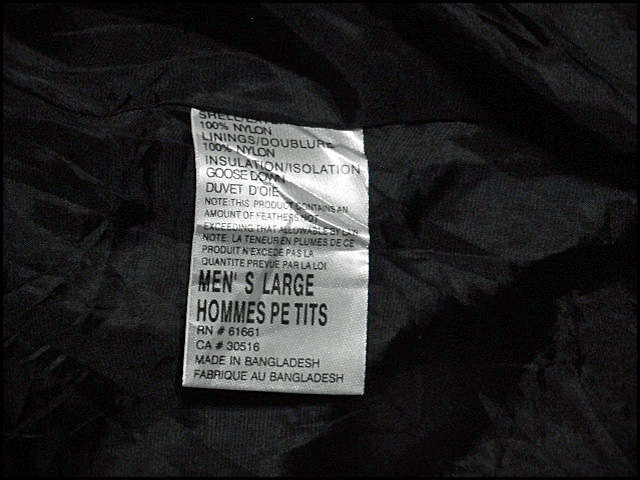 SHELL/EXTER
100% NYLON
LININGS/DOUBLURE
100% NYLON
INSULATION/ISOLATION
GOOSE DOWN
DUVET D'OIE
NOTE:THIS PRODUCT CONTAINS AN
AMOUNT OF FEATHERS NOT
EXCEEDING THAT ALLOWABLE BY LAW
NOTE: LA TENEUR EN PLUMES DE CE
PRODUIT N'EXCEDE PAS LA
QUANTITE PREVUE PAR LA LOI
MEN'S LARGE
HOMMES PETITS
RN # 61661
CA # 30516
MADE IN BANGLADESH
FABRIQUE AU BANGLADESH